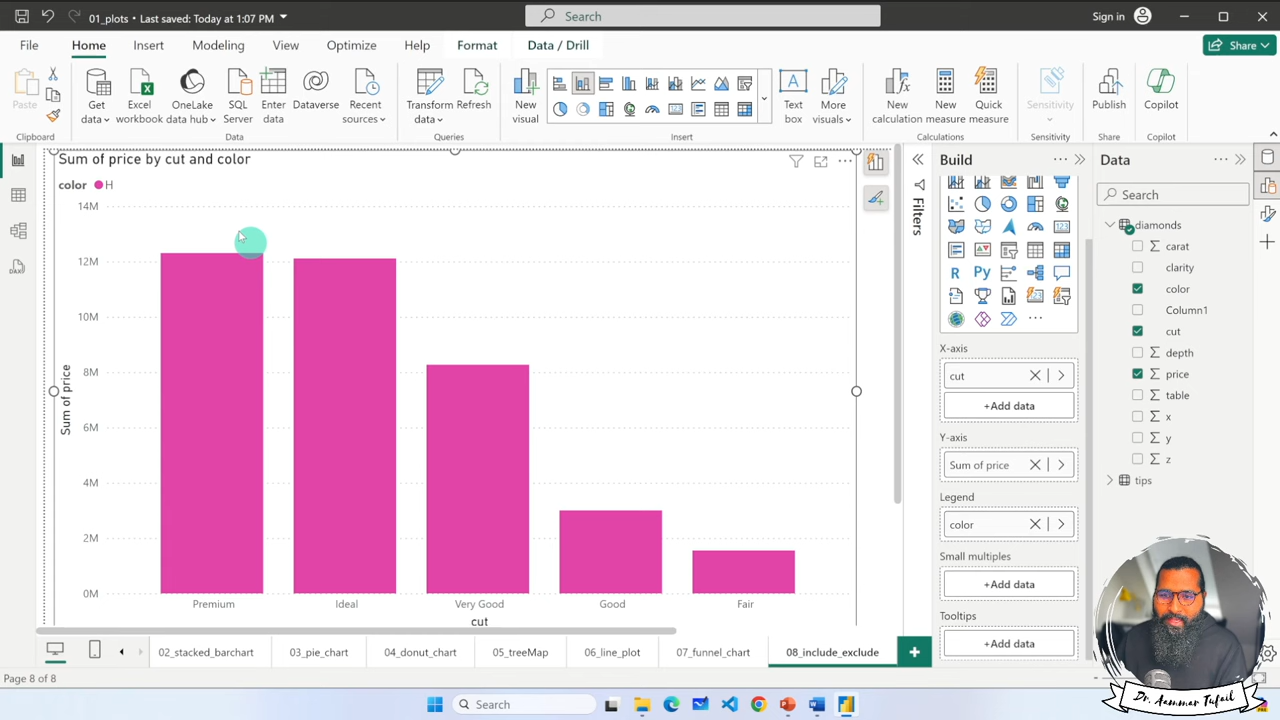 01_plots • Last saved: Today at 1:07 PM
Search
Sign in
File
Home
Insert
Modeling
View
Optimize
Help
Format
Data / Drill
Share
Paste
Get data
Excel workbook
OneLake data hub
SQL Server
Enter data
Dataverse
Recent sources
Transform data
Refresh
New visual
Text box
More visuals
New calculation
New measure
Quick measure
Sensitivity
Publish
Copilot
Clipboard
Data
Queries
Insert
Calculations
Sensitivity
Share
Copilot
Sum of price by cut and color
color
H
14M
12M
10M
8M
6M
4M
2M
0M
Sum of price
Premium
Ideal
Very Good
Good
Fair
cut
Filters
Build
R
Py
X-axis
cut
+Add data
Y-axis
Sum of price
Legend
color
Small multiples
+Add data
Tooltips
+Add data
Data
Search
diamonds
carat
clarity
color
Column1
cut
depth
price
table
x
y
z
tips
02_stacked_barchart
03_pie_chart
04_donut_chart
05_treeMap
06_line_plot
07_funnel_chart
08_include_exclude
Page 8 of 8
Search
Dr. Aammar Tufail